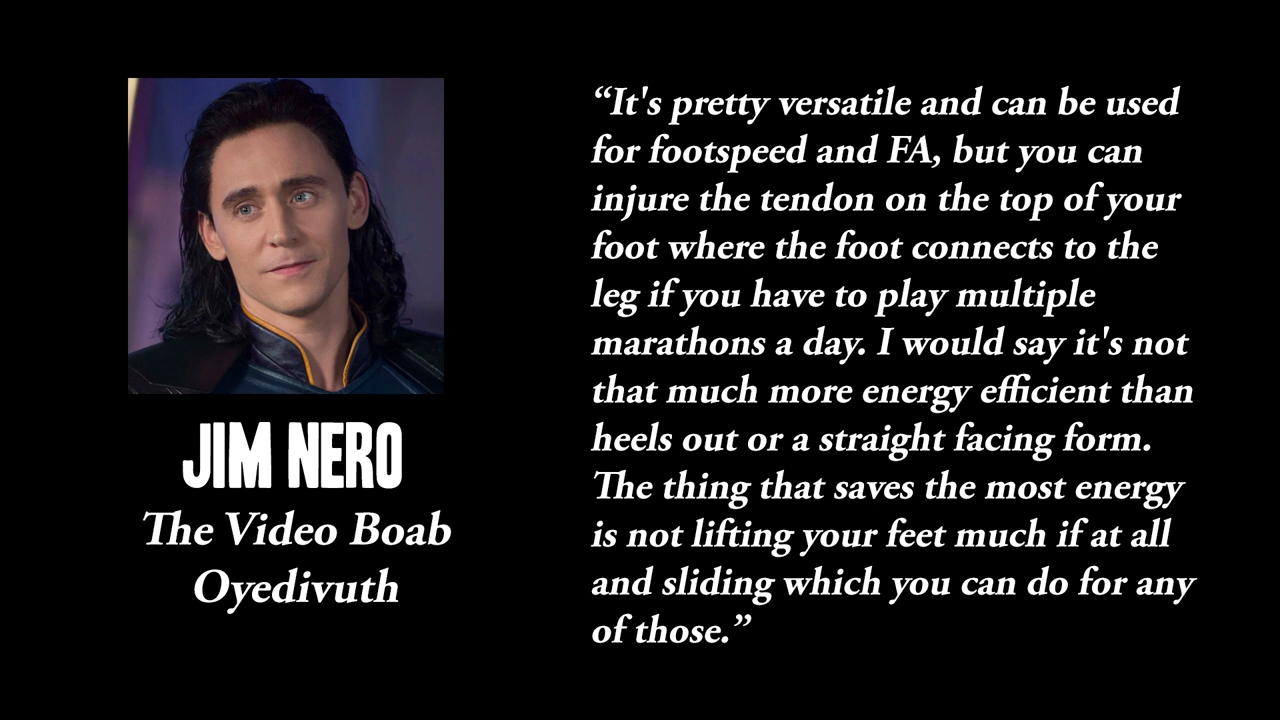 JIM NERO
The Video Boab
Oyedivuth
“It's pretty versatile and can be used
for footspeed and FA, but you can
injure the tendon on the top of your
foot where the foot connects to the
leg if you have to play multiple
marathons a day. I would say it's not
that much more energy efficient than
heels out or a straight facing form.
The thing that saves the most energy
is not lifting your feet much if at all
and sliding which you can do for any
of those.”